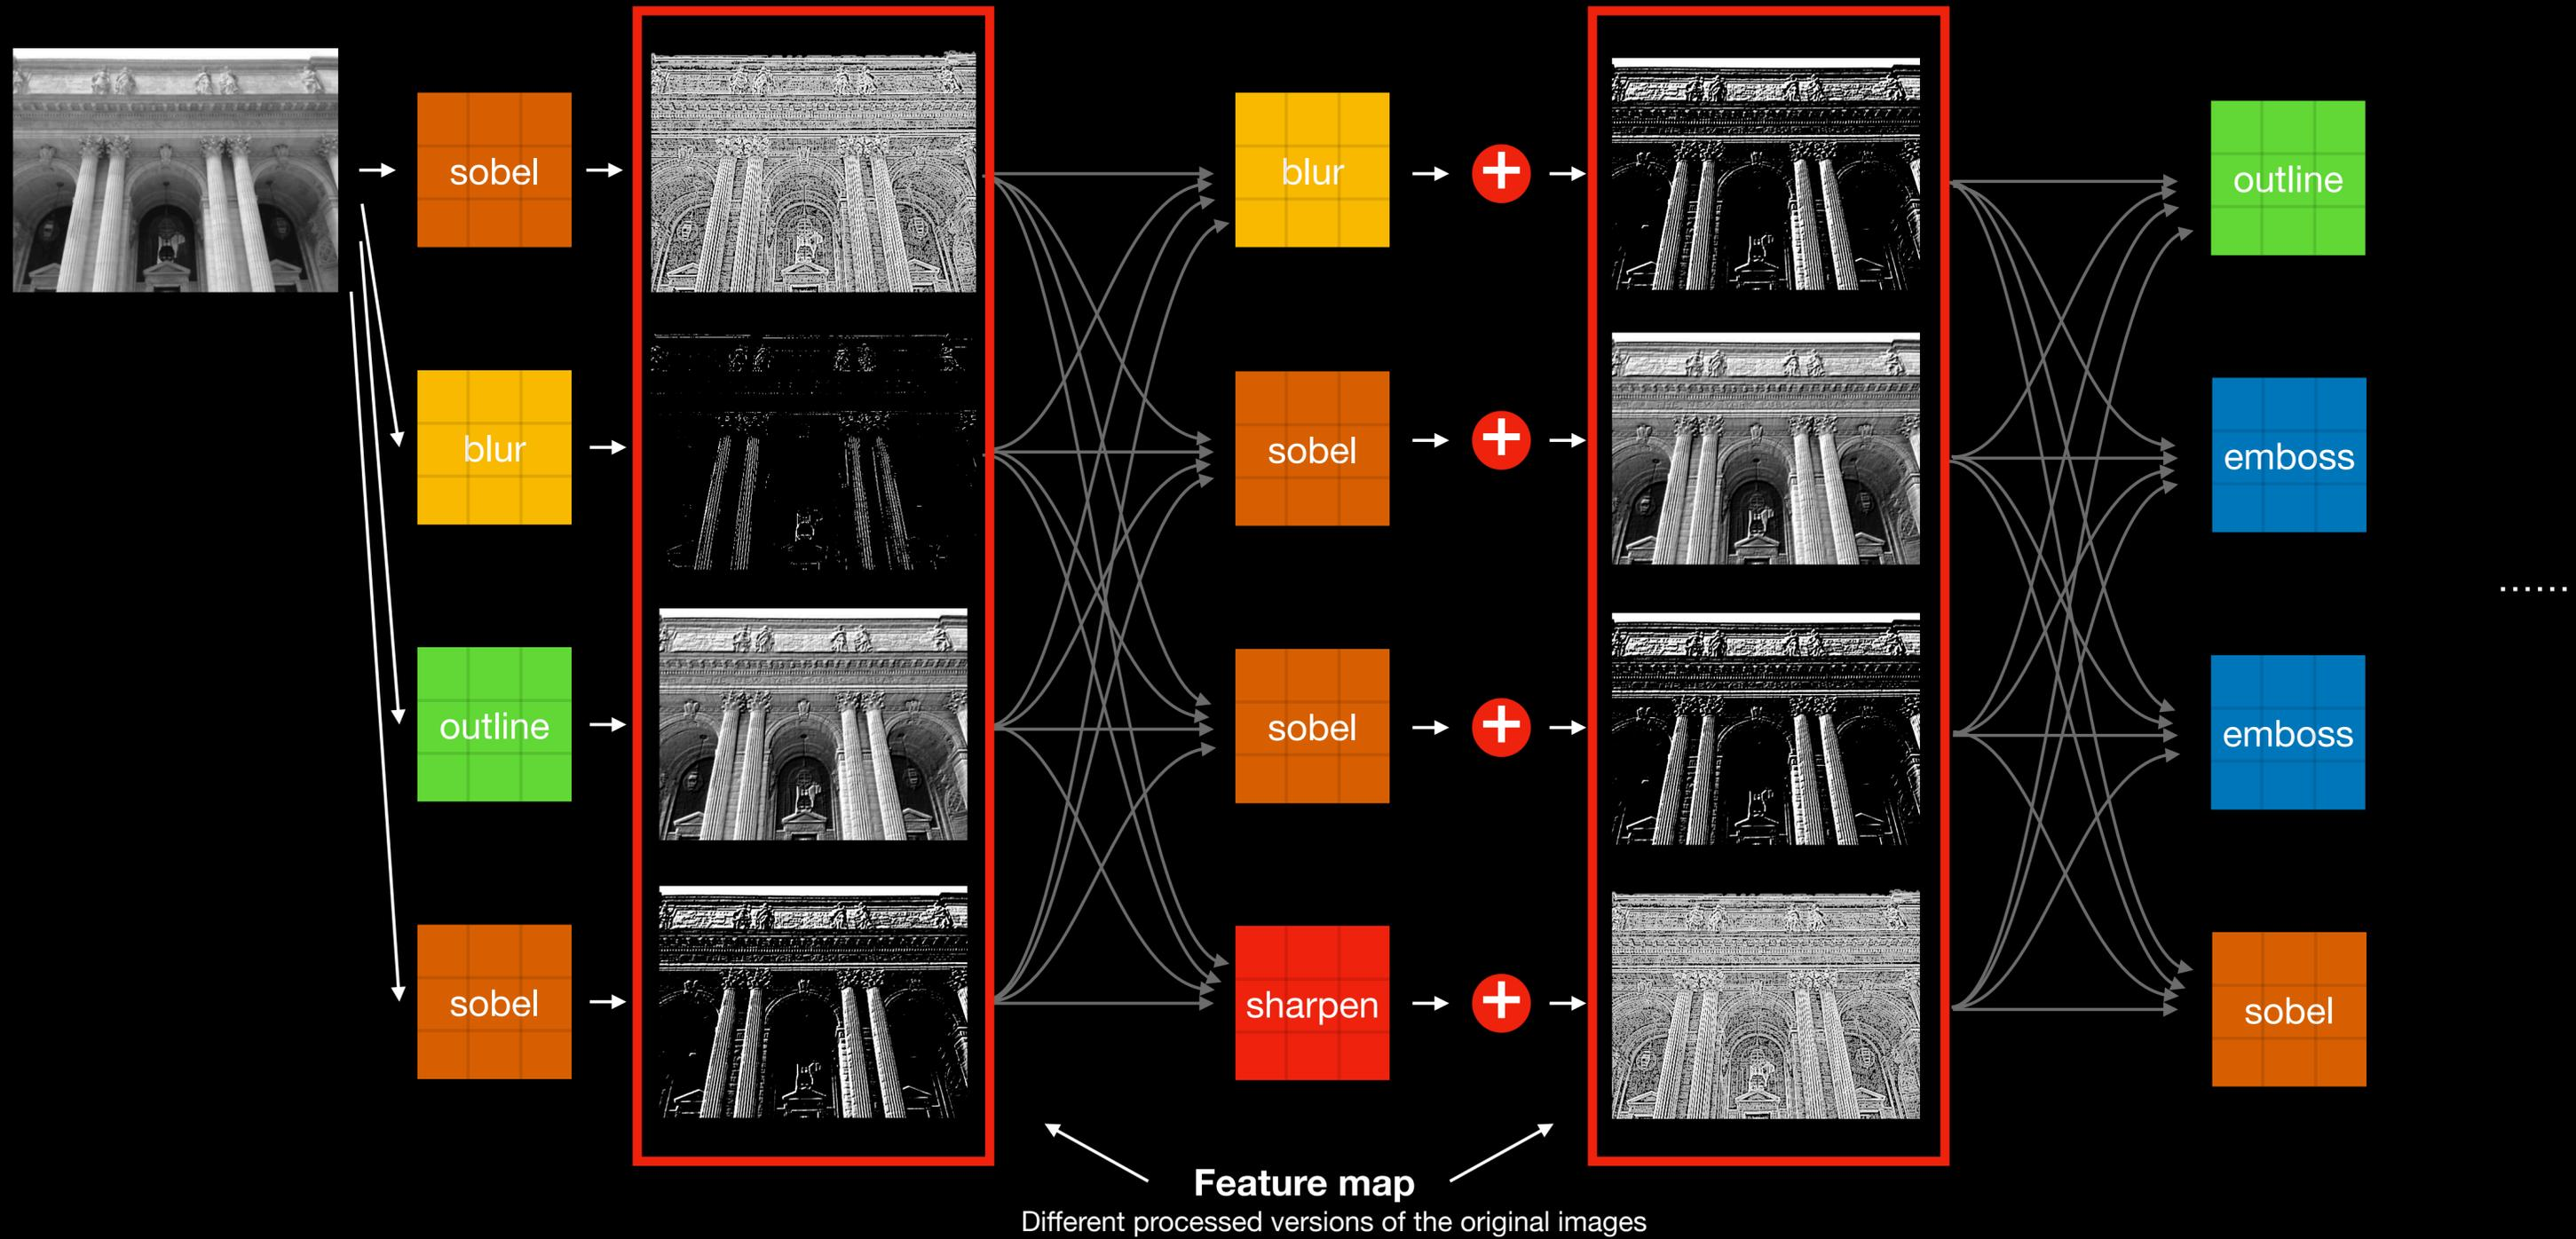 sobel
blur
outline
sobel
blur
sobel
sobel
sharpen
outline
emboss
emboss
sobel
......
Feature map
Different processed versions of the original images